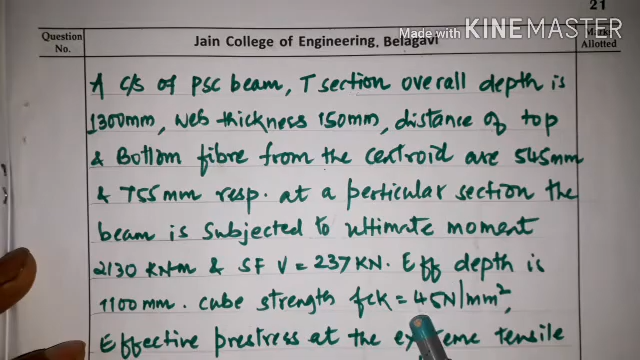 21
Made with KINEMASTER
Question No.
Jain College of Engineering, Belagavi
Allotted
A c/s of PSC beam, T section overall depth is
1300mm, web thickness 150mm, distance of top
& Bottom fibre from the centroid are 545mm
& 755 mm resp. at a perticular section the
beam is subjected to ultimate moment
2130 KNm & SF V = 237 KN. Eff depth is
1100 mm. cube strength fck = 45N/mm²,
Effective prestress at the extreme tensile